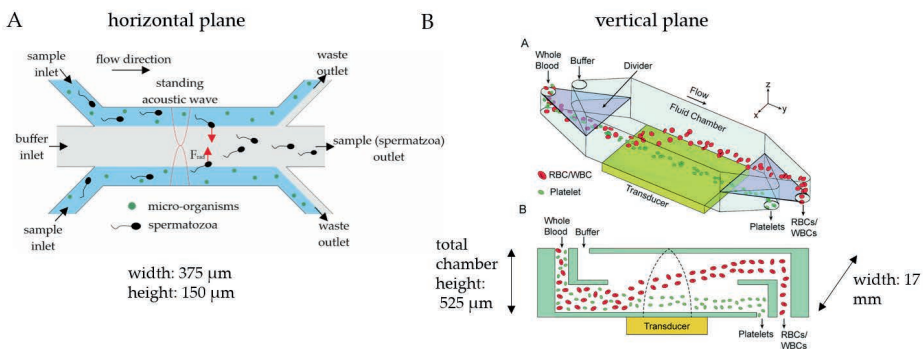 A
horizontal plane
sample
inlet
flow direction
waste
outlet
standing
acoustic wave
buffer
inlet
Frad
sample (spermatozoa)
outlet
micro-organisms
spermatozoa
sample
inlet
waste
outlet
width: 375 µm
height: 150 µm
B
vertical plane
A
Whole
Blood
Buffer
Divider
Flow
Fluid Chamber
z
y
x
RBC/WBC
Platelet
Transducer
Platelets
RBCs/
WBCs
B
Whole
Blood
Buffer
total
chamber
height:
525 µm
Transducer
Platelets
RBCs/
WBCs
width: 17
mm